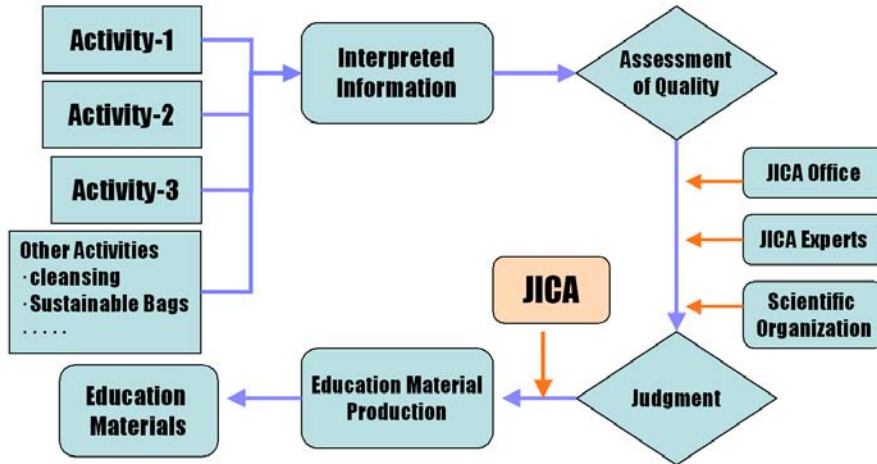 Activity-1
Activity-2
Activity-3
Other Activities
· cleansing
· Sustainable Bags
. . . . .
Interpreted
Information
Assessment
of Quality
JICA Office
JICA Experts
Scientific
Organization
JICA
Judgment
Education Material
Production
Education
Materials